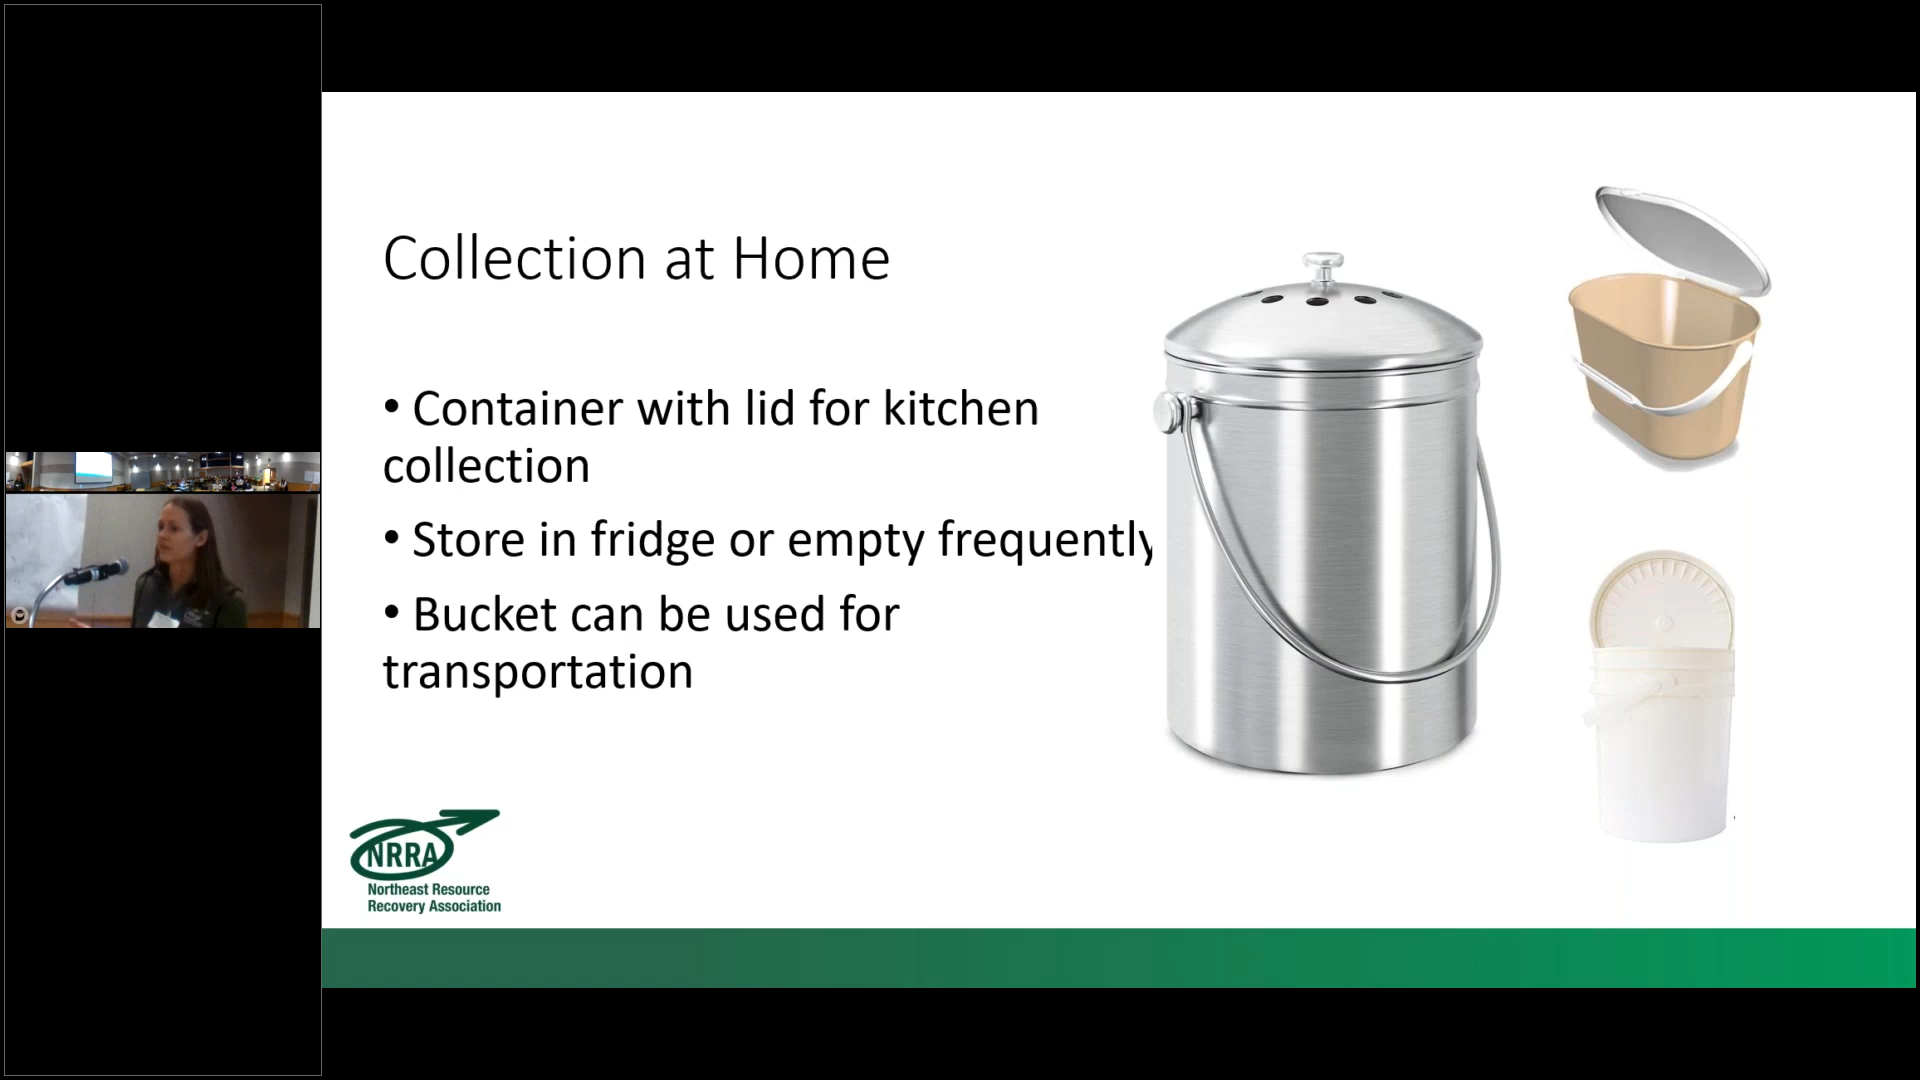 Collection at Home
• Container with lid for kitchen
collection
• Store in fridge or empty frequently
• Bucket can be used for
transportation
NRRA
Northeast Resource
Recovery Association